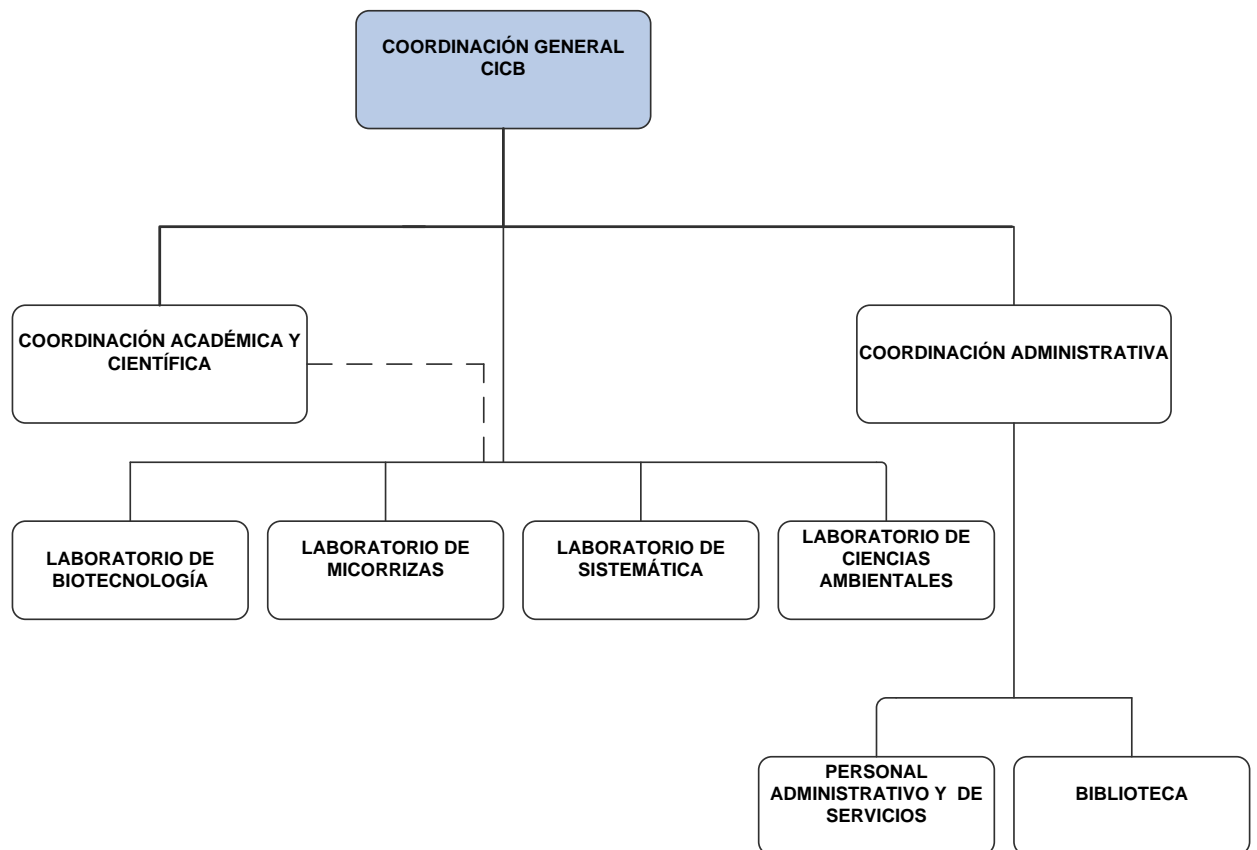 COORDINACIÓN GENERAL
CICB
COORDINACIÓN ACADÉMICA Y
CIENTÍFICA
COORDINACIÓN ADMINISTRATIVA
LABORATORIO DE
BIOTECNOLOGÍA
LABORATORIO DE
MICORRIZAS
LABORATORIO DE
SISTEMÁTICA
LABORATORIO DE
CIENCIAS
AMBIENTALES
PERSONAL
ADMINISTRATIVO Y DE
SERVICIOS
BIBLIOTECA